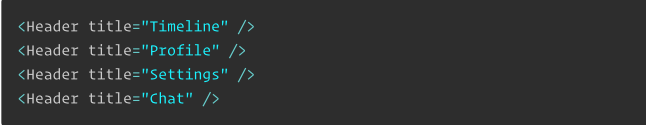 <Header title="Timeline" />
<Header title="Profile" />
<Header title="Settings" />
<Header title="Chat" />